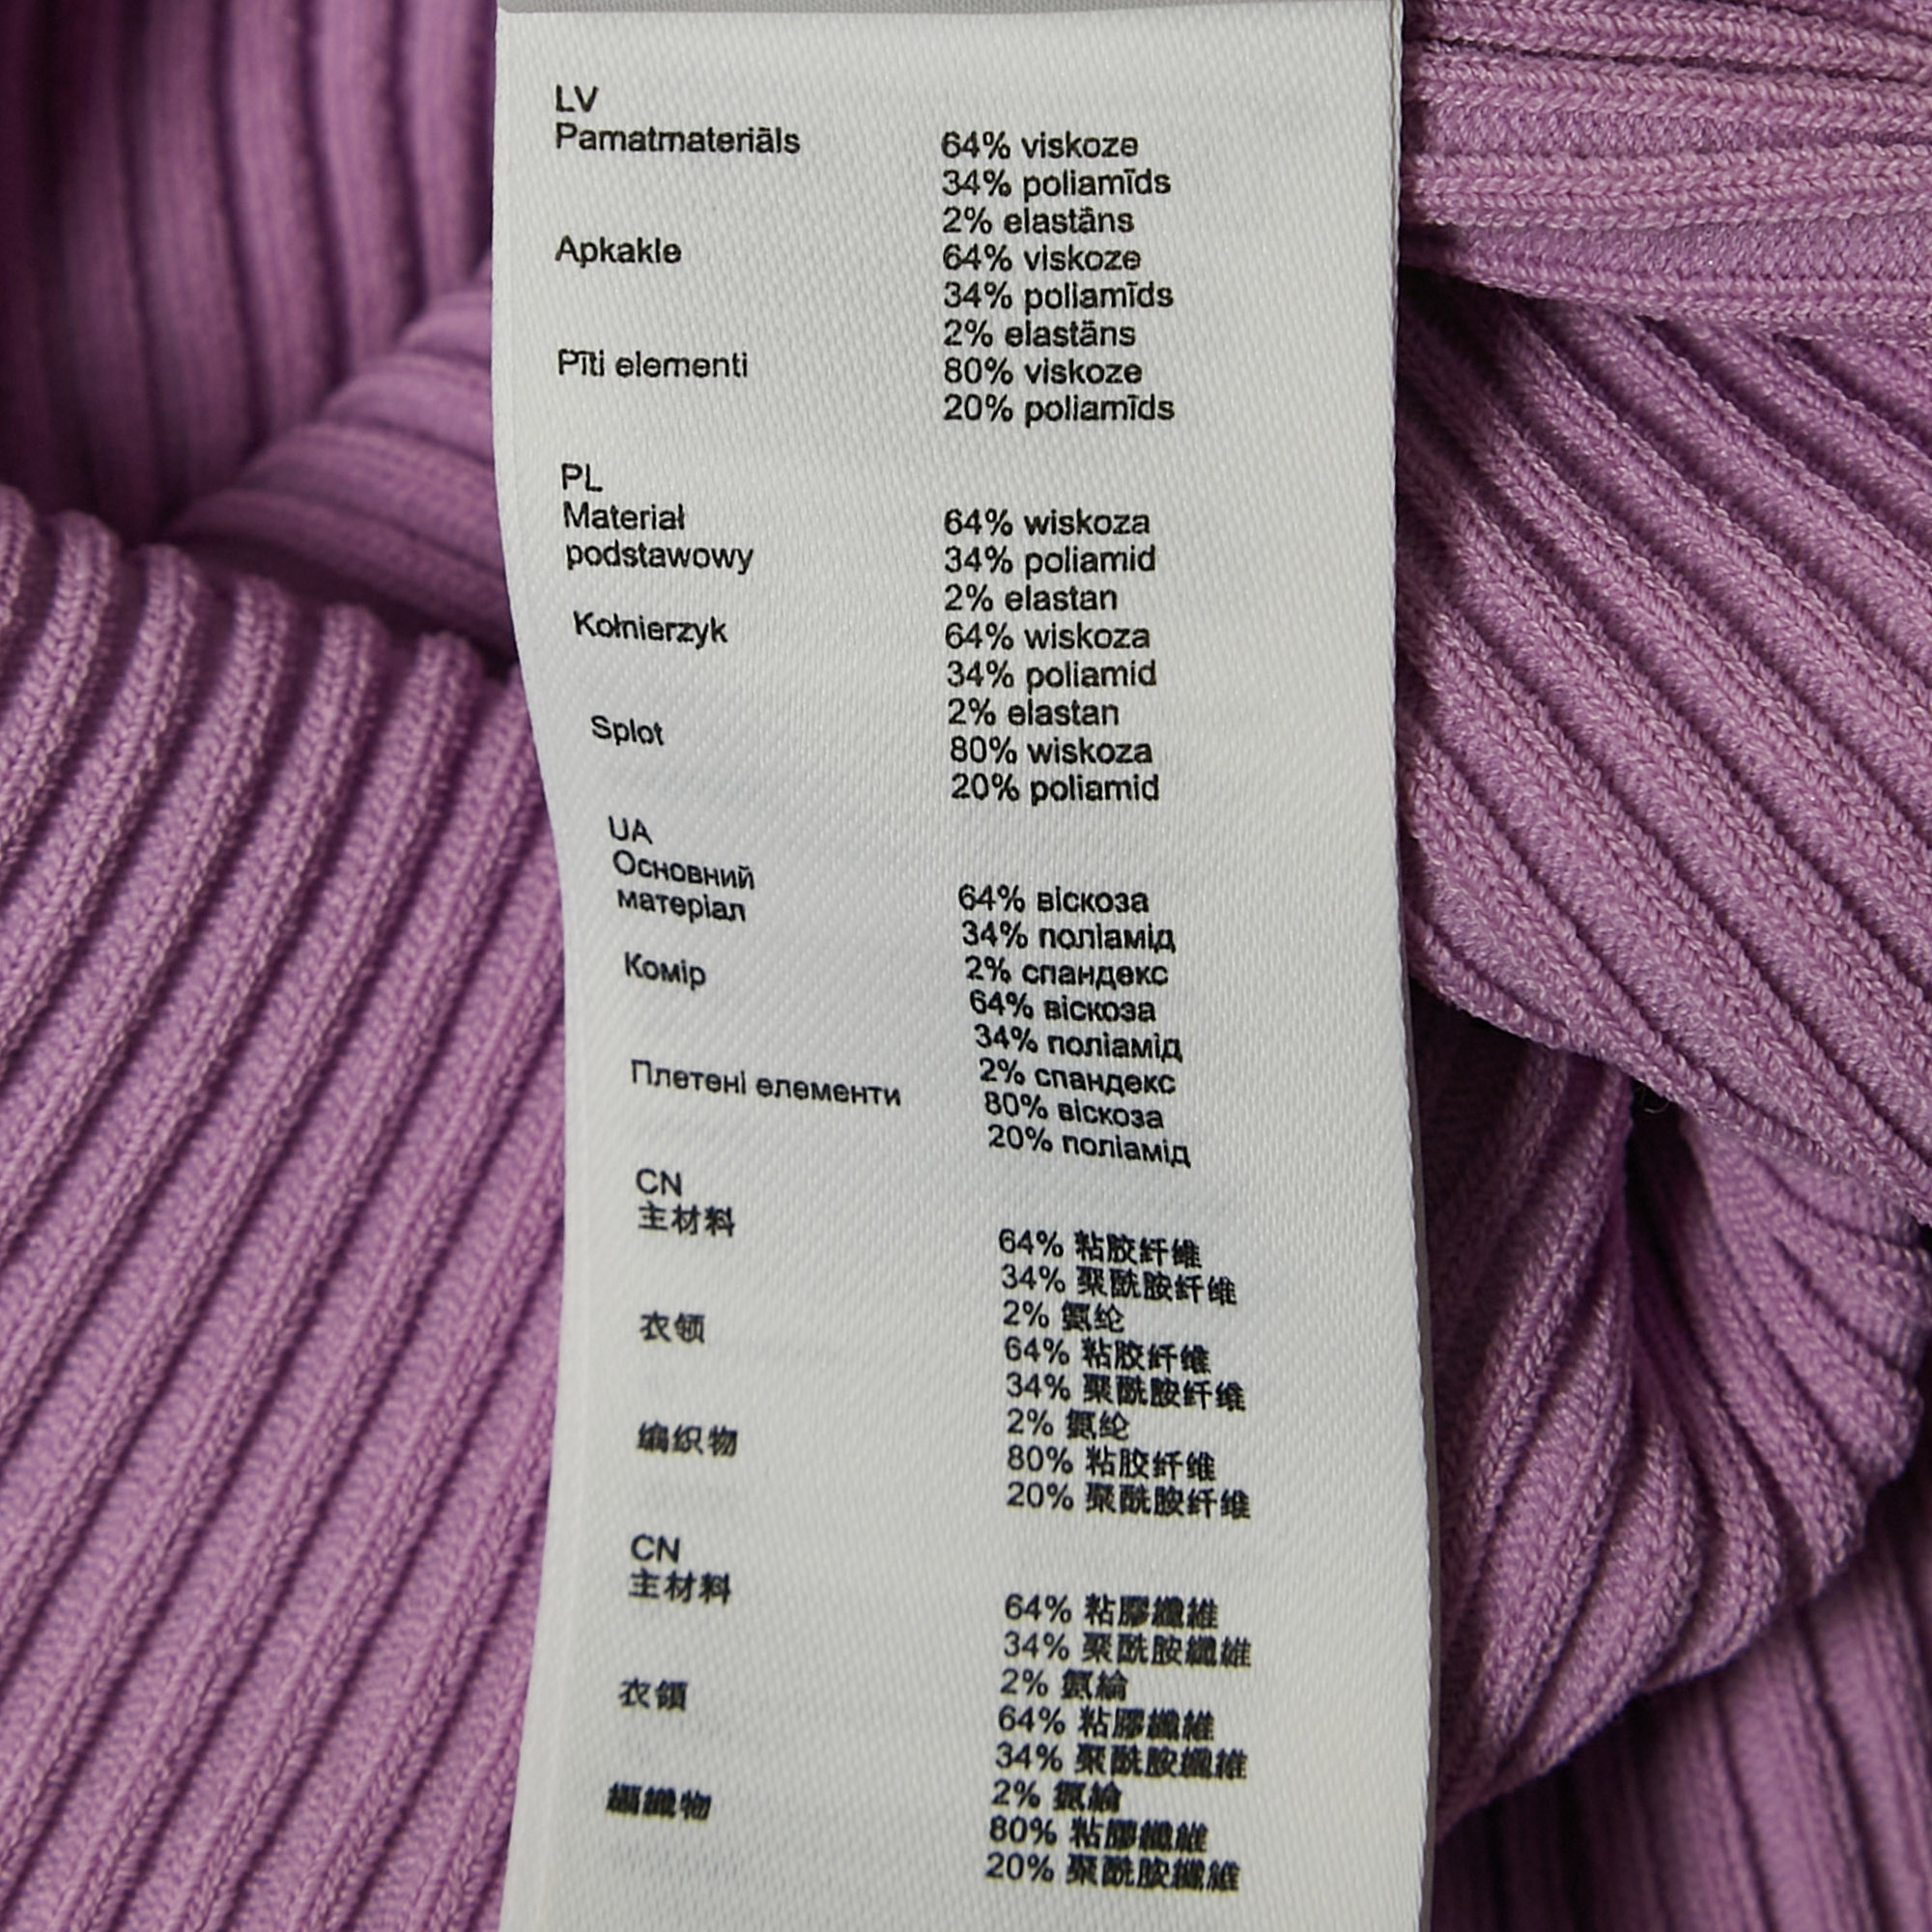 LV
Pamatmateriāls 64% viskoze
34% poliamīds
2% elastāns
Apkakle 64% viskoze
34% poliamīds
2% elastāns
Pīti elementi 80% viskoze
20% poliamīds
PL
Materiał 64% wiskoza
podstawowy 34% poliamid
2% elastan
Kołnierzyk 64% wiskoza
34% poliamid
2% elastan
Splot 80% wiskoza
20% poliamid
UA
Основний
матеріал 64% віскоза
34% поліамід
2% спандекс
Комір 64% віскоза
34% поліамід
2% спандекс
Плетені елементи 80% віскоза
20% поліамід
CN
主材料 64% 粘胶纤维
34% 聚酰胺纤维
2% 氨纶
衣领 64% 粘胶纤维
34% 聚酰胺纤维
2% 氨纶
编织物 80% 粘胶纤维
20% 聚酰胺纤维
CN
主材料 64% 粘膠纖維
34% 聚酰胺纖維
2% 氨綸
衣領 64% 粘膠纖維
34% 聚酰胺纖維
2% 氨綸
編織物 80% 粘膠纖維
20% 聚酰胺纖維